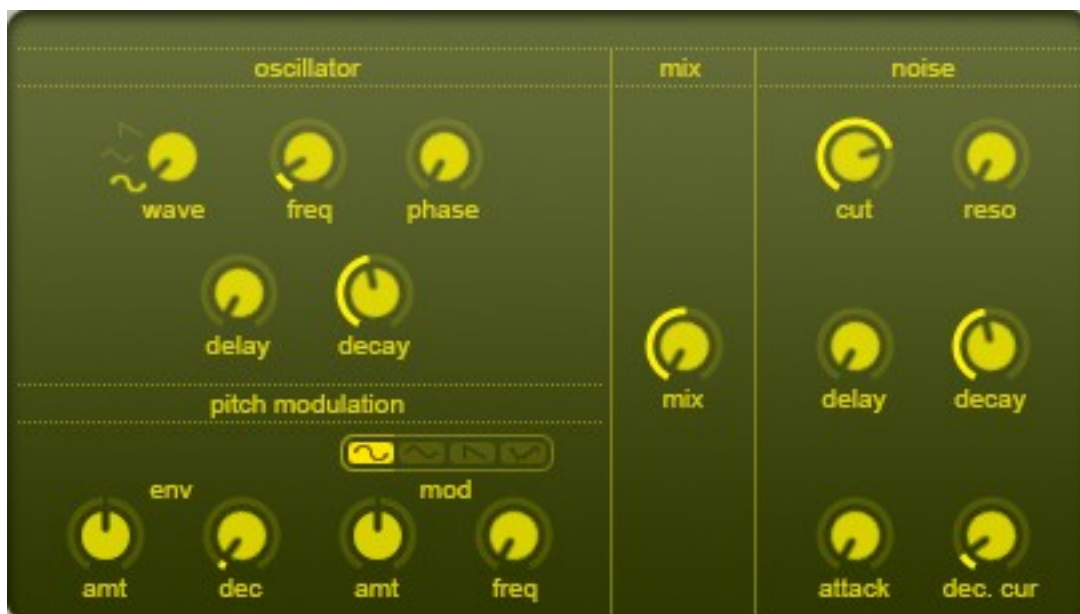 oscillator mix noise
wave freq phase cut reso
delay decay
mix delay decay
pitch modulation
env mod
amt dec amt freq attack dec. cur